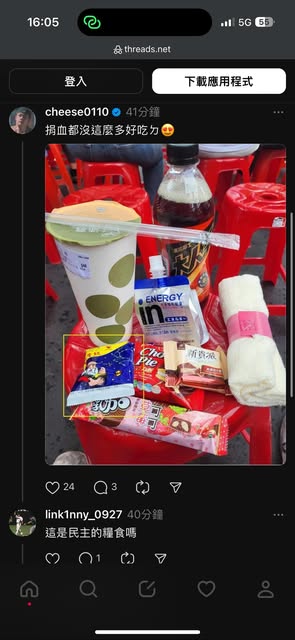 16:05
5G
55
threads.net
登入
下載應用程式
cheese0110
41分鐘
捐血都沒這麼多好吃ㄉ😍
ENERGY
in
Pie
24
3
link1nny_0927
40分鐘
這是民主的糧食嗎
1